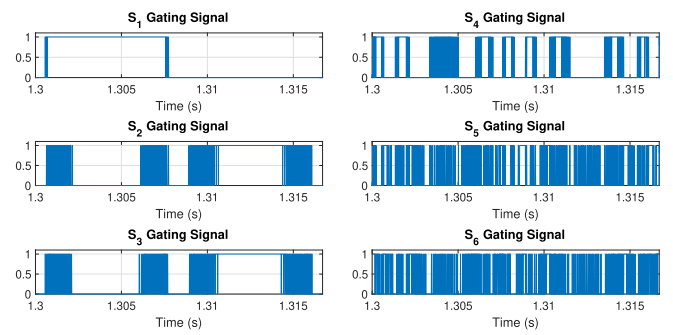 S1 Gating Signal
1
0.5
0
1.3 1.305 1.31 1.315
Time (s)
S2 Gating Signal
1
0.5
0
1.3 1.305 1.31 1.315
Time (s)
S3 Gating Signal
1
0.5
0
1.3 1.305 1.31 1.315
Time (s)
S4 Gating Signal
1
0.5
0
1.3 1.305 1.31 1.315
Time (s)
S5 Gating Signal
1
0.5
0
1.3 1.305 1.31 1.315
Time (s)
S6 Gating Signal
1
0.5
0
1.3 1.305 1.31 1.315
Time (s)